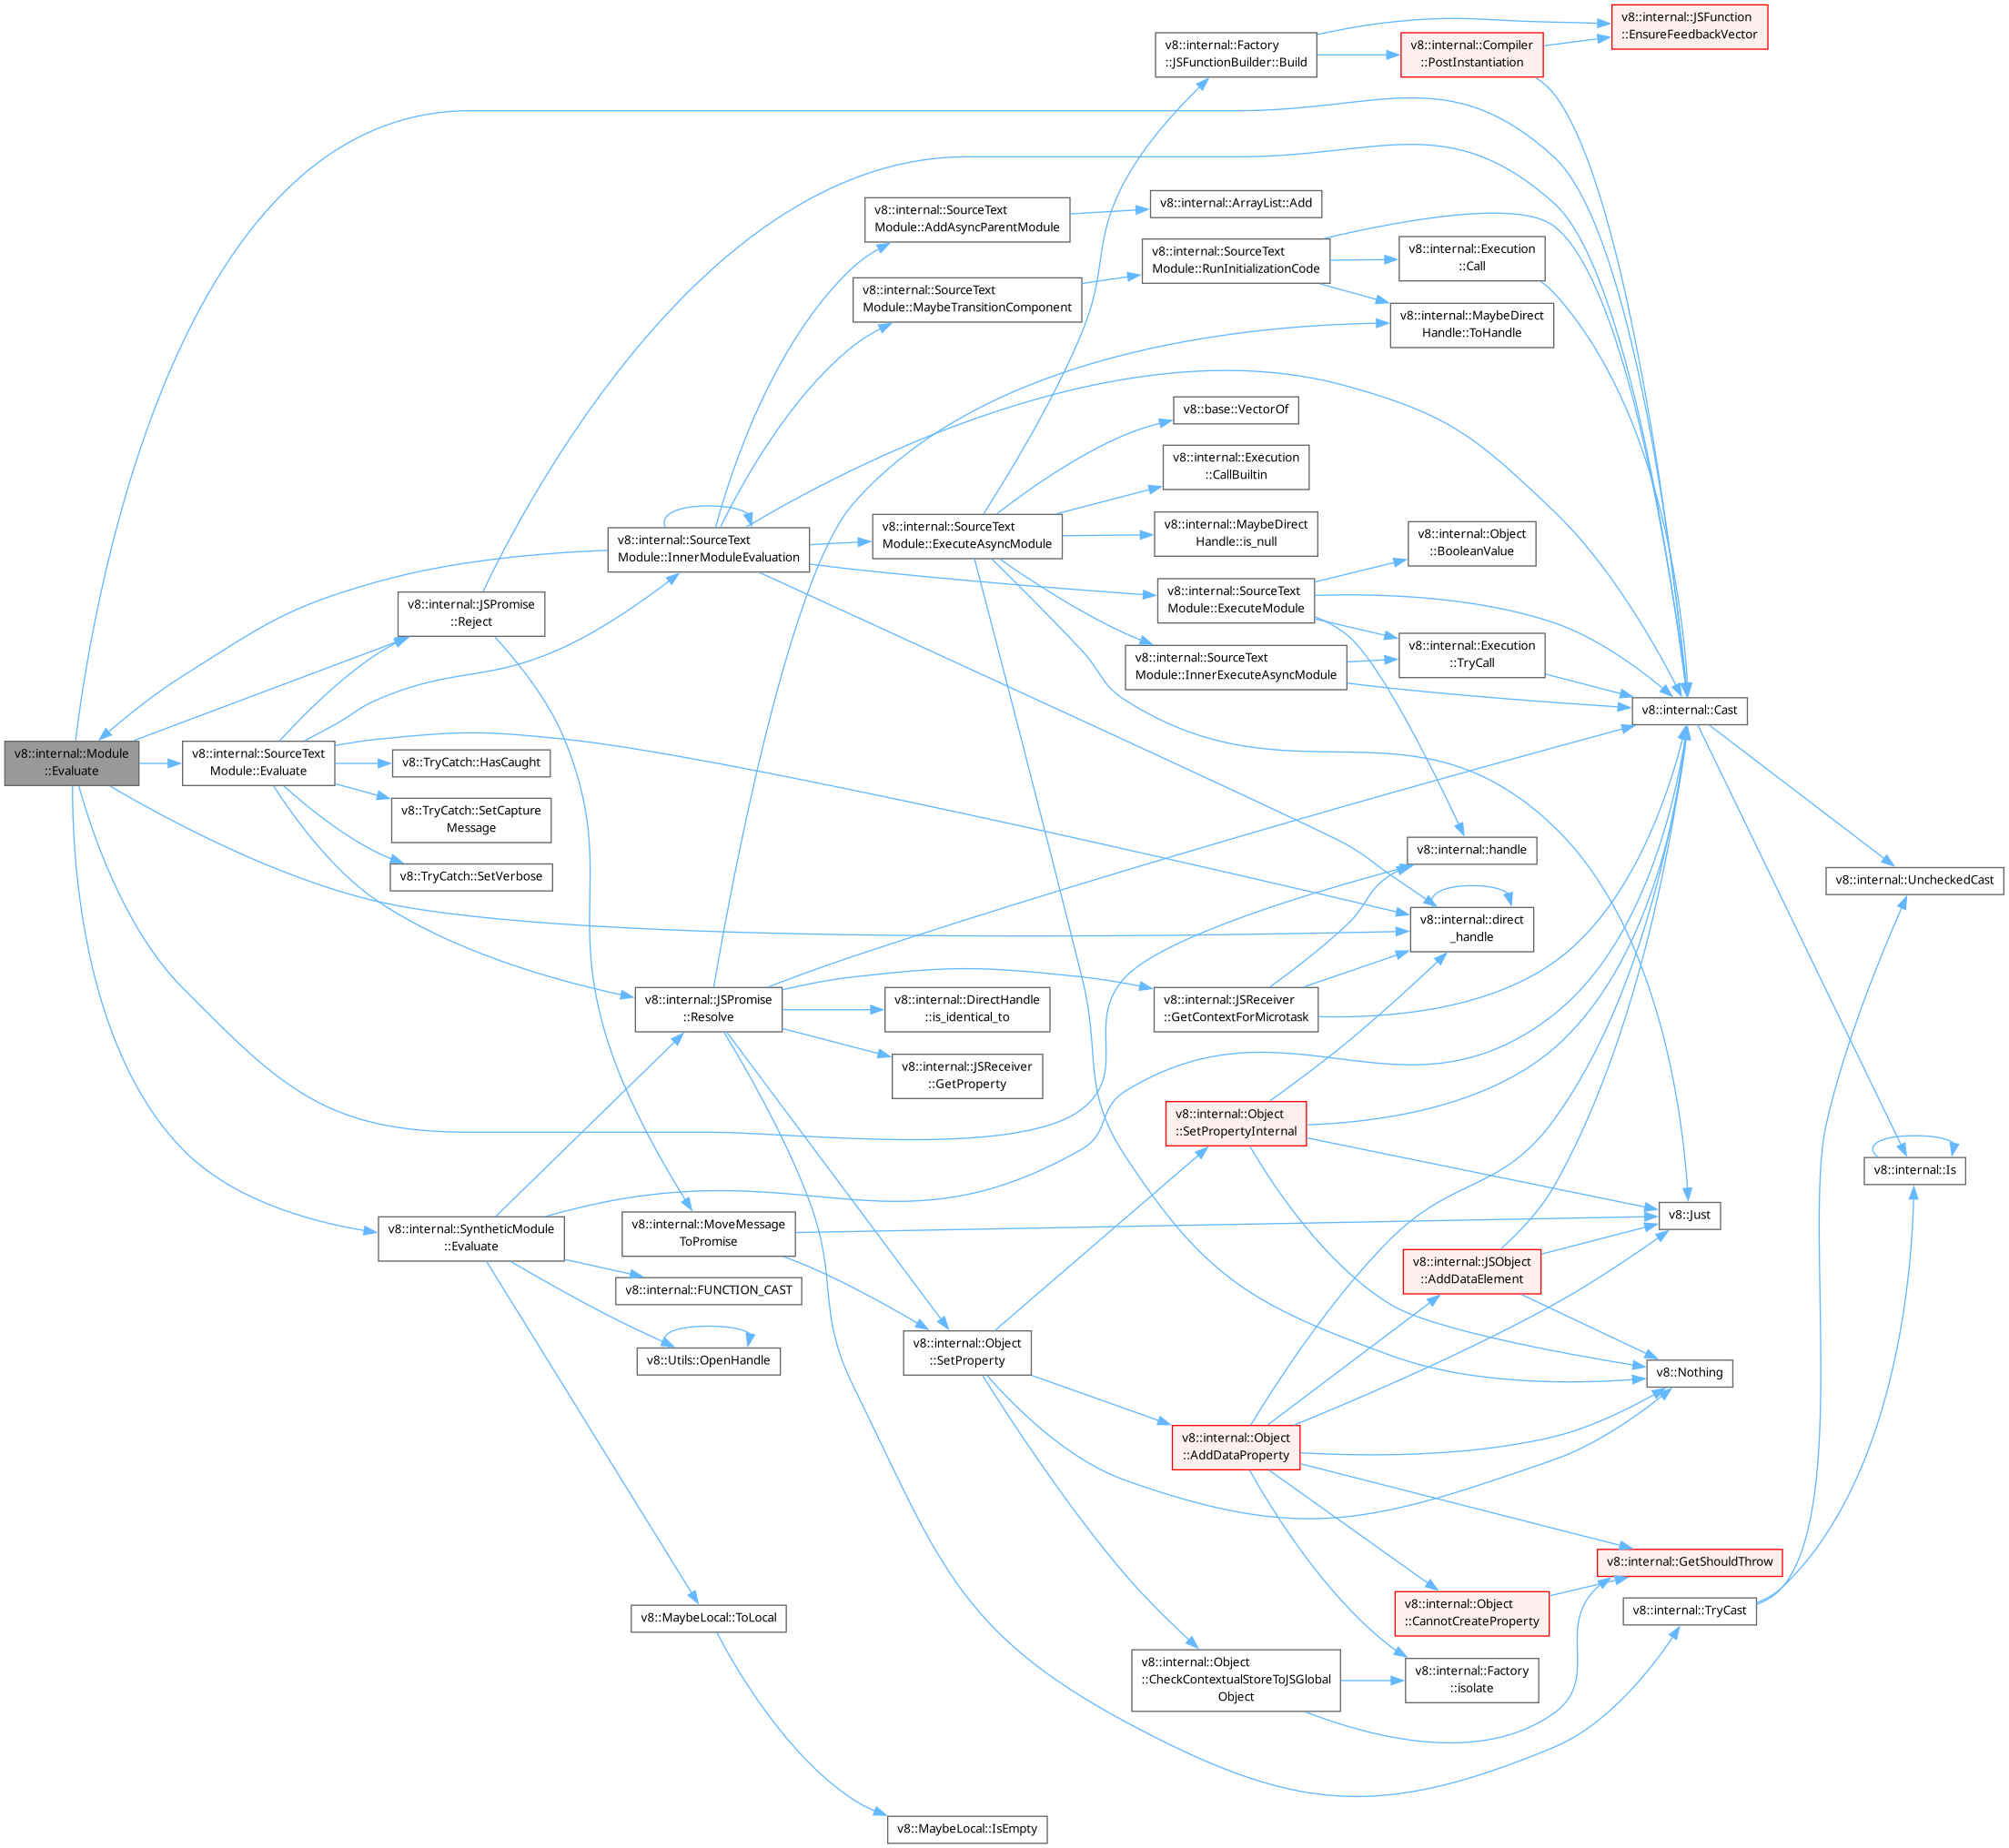 v8::internal::JSFunction
::EnsureFeedbackVector
v8::internal::Factory
::JSFunctionBuilder::Build
v8::internal::Compiler
::PostInstantiation
v8::internal::ArrayList::Add
v8::internal::SourceText
Module::AddAsyncParentModule
v8::internal::SourceText
Module::RunInitializationCode
v8::internal::Execution
::Call
v8::internal::SourceText
Module::MaybeTransitionComponent
v8::internal::MaybeDirect
Handle::ToHandle
v8::base::VectorOf
v8::internal::Execution
::CallBuiltin
v8::internal::SourceText
Module::InnerModuleEvaluation
v8::internal::SourceText
Module::ExecuteAsyncModule
v8::internal::MaybeDirect
Handle::is_null
v8::internal::Object
::BooleanValue
v8::internal::SourceText
Module::ExecuteModule
v8::internal::JSPromise
::Reject
v8::internal::SourceText
Module::InnerExecuteAsyncModule
v8::internal::Execution
::TryCall
v8::internal::Cast
v8::internal::Module
::Evaluate
v8::internal::SourceText
Module::Evaluate
v8::TryCatch::HasCaught
v8::TryCatch::SetCapture
Message
v8::TryCatch::SetVerbose
v8::internal::handle
v8::internal::UncheckedCast
v8::internal::direct
_handle
v8::internal::JSPromise
::Resolve
v8::internal::DirectHandle
::is_identical_to
v8::internal::JSReceiver
::GetContextForMicrotask
v8::internal::JSReceiver
::GetProperty
v8::internal::Object
::SetPropertyInternal
v8::internal::Is
v8::internal::SyntheticModule
::Evaluate
v8::internal::MoveMessage
ToPromise
v8::Just
v8::internal::FUNCTION_CAST
v8::internal::JSObject
::AddDataElement
v8::Utils::OpenHandle
v8::internal::Object
::SetProperty
v8::Nothing
v8::internal::Object
::AddDataProperty
v8::internal::GetShouldThrow
v8::MaybeLocal::ToLocal
v8::internal::Object
::CannotCreateProperty
v8::internal::TryCast
v8::internal::Object
::CheckContextualStoreToJSGlobal
Object
v8::internal::Factory
::isolate
v8::MaybeLocal::IsEmpty